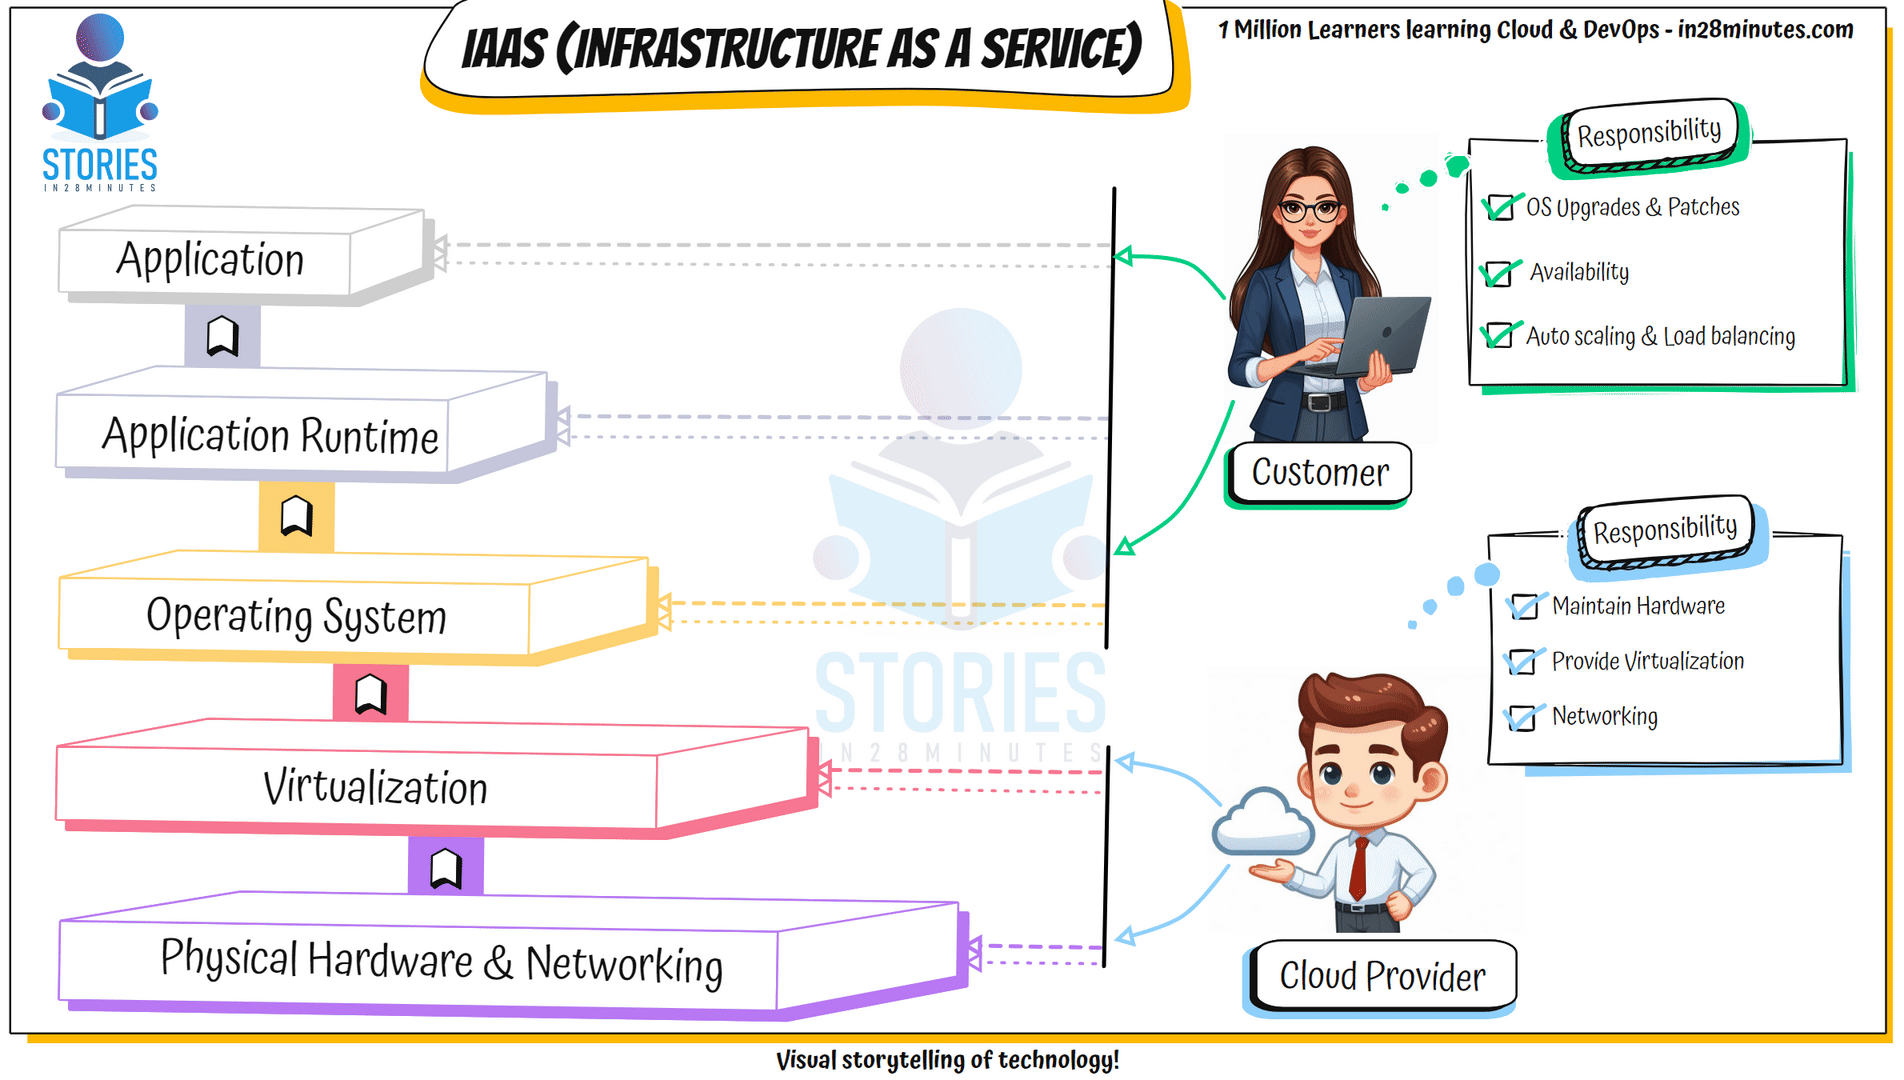 IAAS (INFRASTRUCTURE AS A SERVICE)
1 Million Learners learning Cloud & DevOps - in28minutes.com
STORIES
IN28MINUTES
Application
Application Runtime
Operating System
Virtualization
Physical Hardware & Networking
STORIES
IN28MINUTES
Responsibility
OS Upgrades & Patches
Availability
Auto scaling & Load balancing
Customer
Responsibility
Maintain Hardware
Provide Virtualization
Networking
Cloud Provider
Visual storytelling of technology!